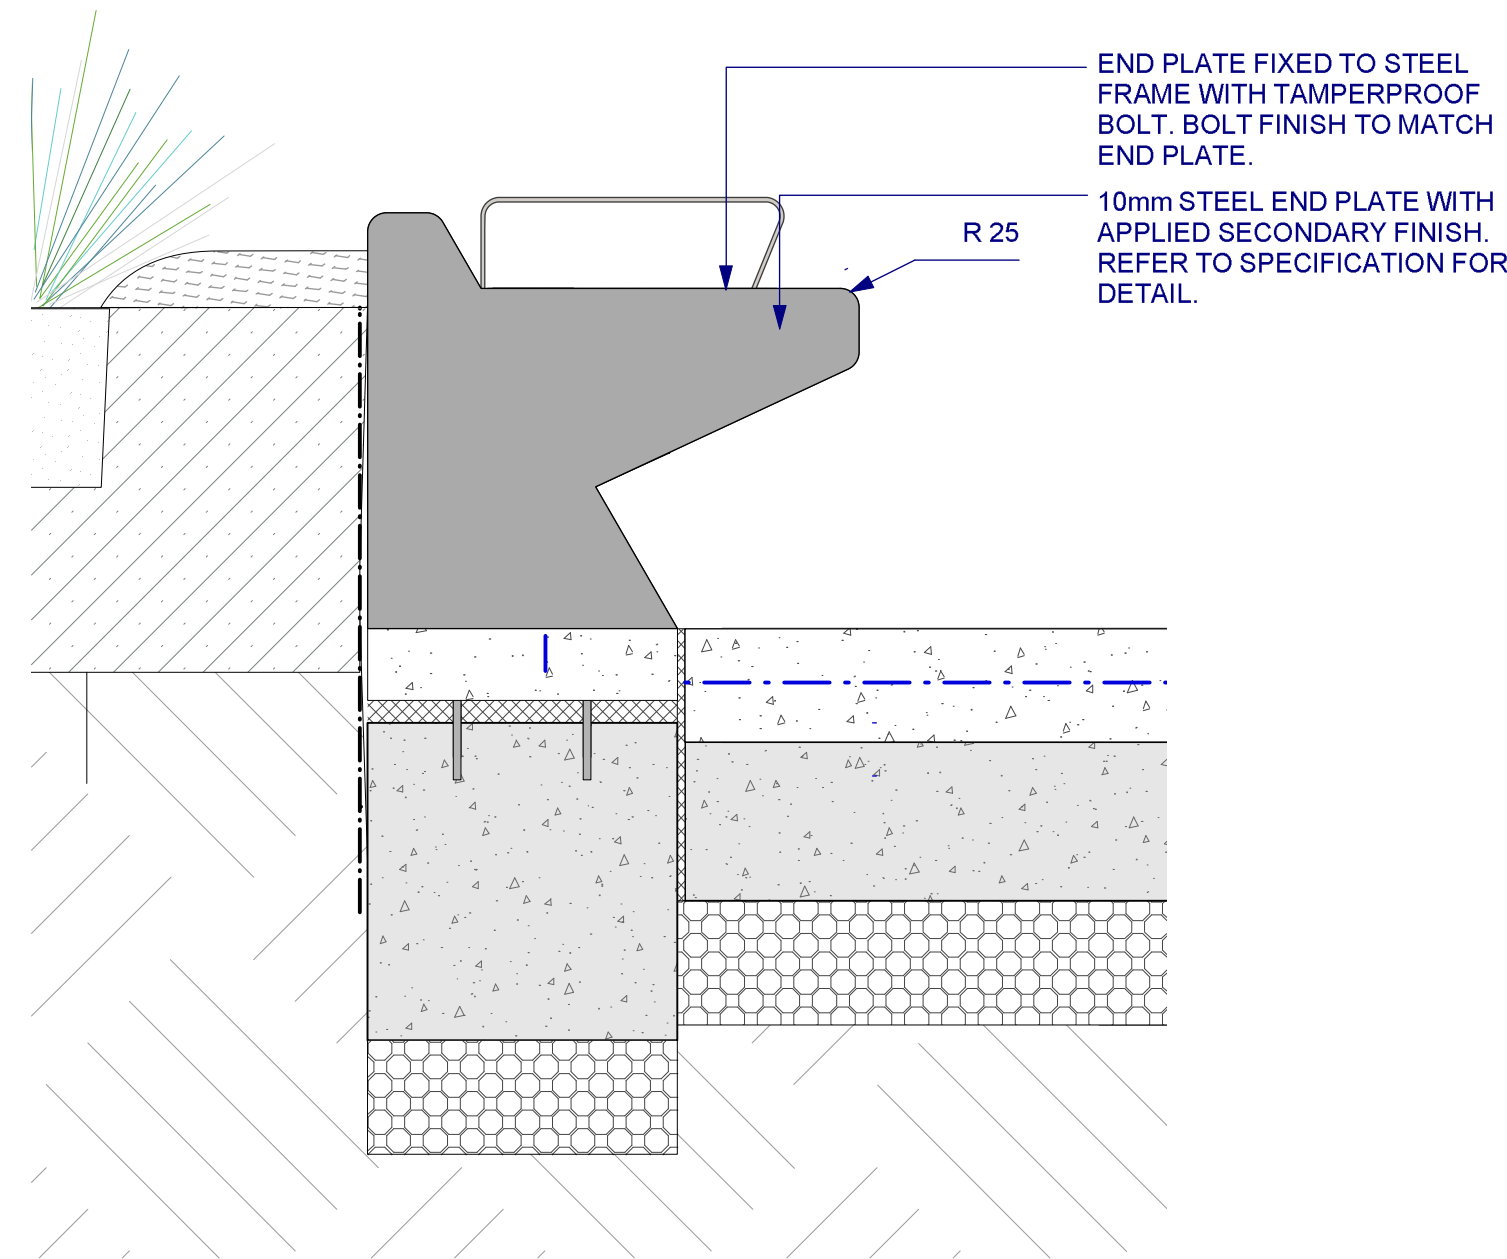 END PLATE FIXED TO STEEL
FRAME WITH TAMPERPROOF
BOLT. BOLT FINISH TO MATCH
END PLATE.
10mm STEEL END PLATE WITH
APPLIED SECONDARY FINISH.
REFER TO SPECIFICATION FOR
DETAIL.
R 25